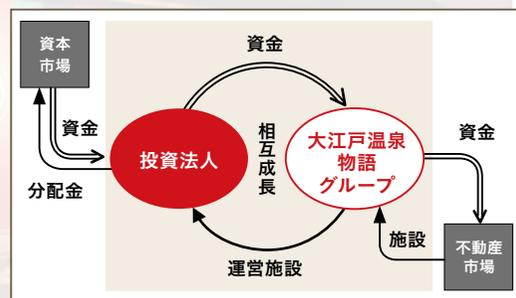 資本
市場
資金
分配金
投資法人
資金
相互成長
運営施設
大江戸温泉
物語
グループ
資金
施設
不動産
市場